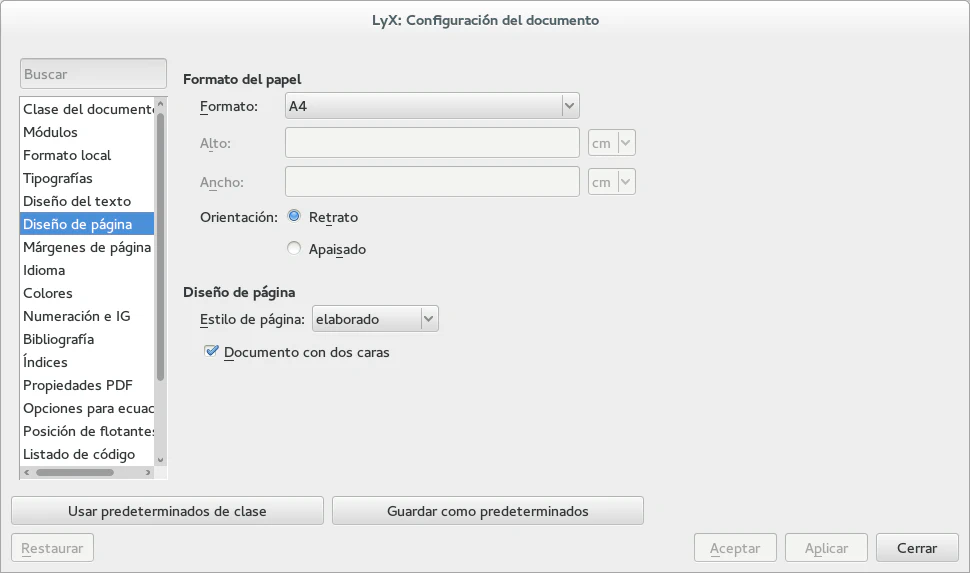 LyX: Configuración del documento
Buscar
Clase del documento
Módulos
Formato local
Tipografías
Diseño del texto
Diseño de página
Márgenes de página
Idioma
Colores
Numeración e IG
Bibliografía
Índices
Propiedades PDF
Opciones para ecuac
Posición de flotantes
Listado de código
Formato del papel
Formato: A4
Alto: cm
Ancho: cm
Orientación: Retrato
Apaisado
Diseño de página
Estilo de página: elaborado
Documento con dos caras
Usar predeterminados de clase Guardar como predeterminados
Restaurar Aceptar Aplicar Cerrar